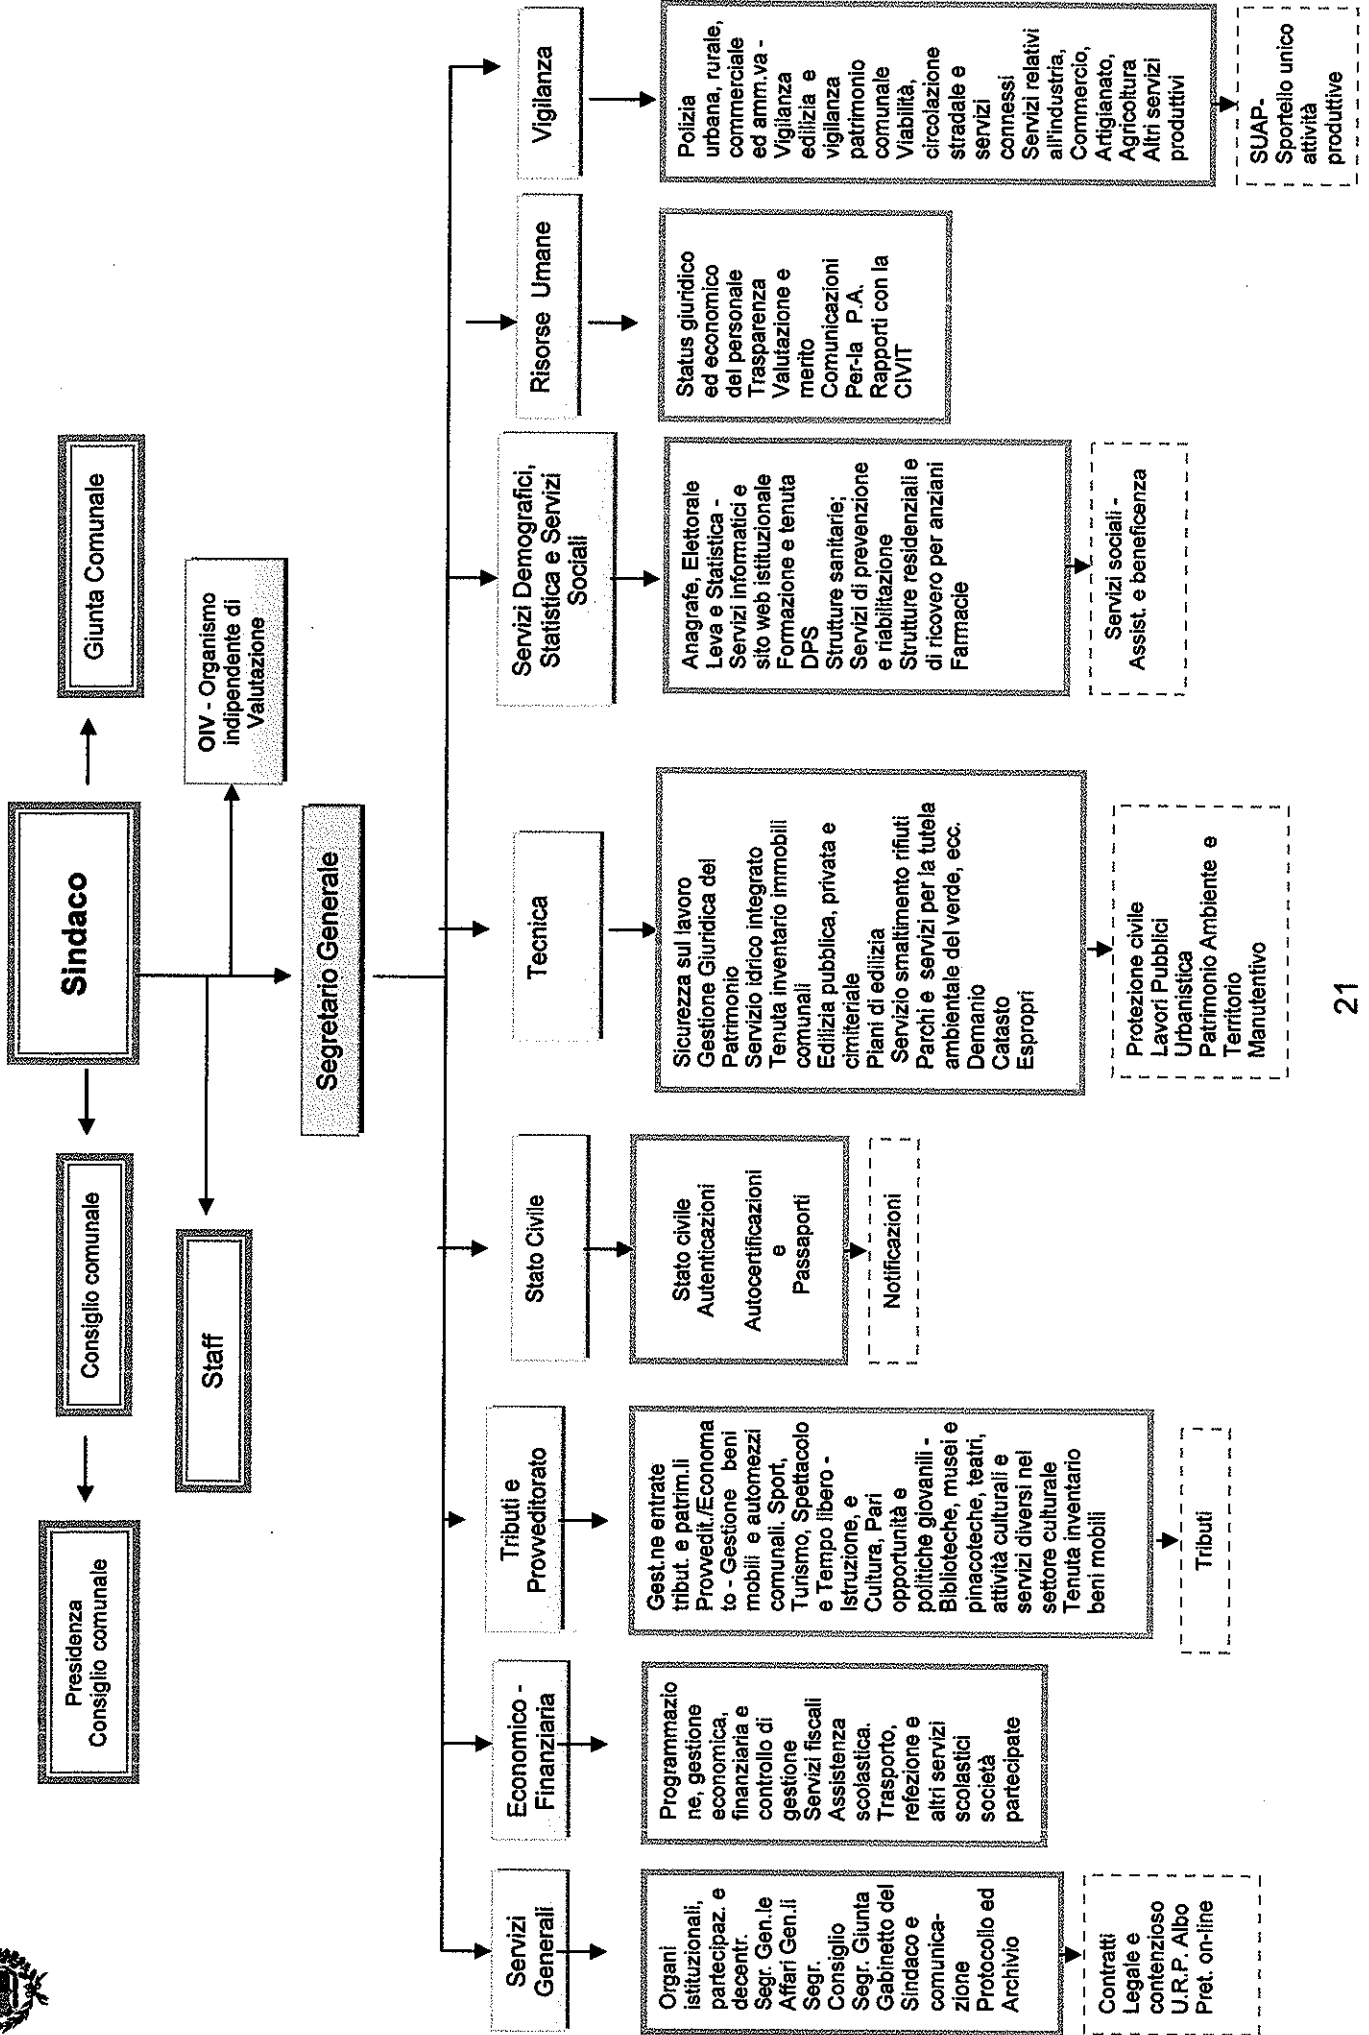 Sindaco
Giunta Comunale
Consiglio comunale
Presidenza
Consiglio comunale
OIV - Organismo
indipendente di
Valutazione
Staff
Segretario Generale
Servizi
Generali
Organi
istituzionali,
partecipaz. e
decentr.
Segr. Gen.le
Affari Gen.li
Segr.
Consiglio
Segr. Giunta
Gabinetto del
Sindaco e
comunica-
zione
Protocollo ed
Archivio
Contratti
Legale e
contenzioso
U.R.P. Albo
Pret. on-line
Economico -
Finanziaria
Programmazio
ne, gestione
economica,
finanziaria e
controllo di
gestione
Servizi fiscali
Assistenza
scolastica.
Trasporto,
refezione e
altri servizi
scolastici
società
partecipate
Tributi e
Provveditorato
Gest.ne entrate
tribut. e patrim.li
Provvedit./Economa
to - Gestione beni
mobili e automezzi
comunali, Sport,
Turismo, Spettacolo
e Tempo libero -
Istruzione, e
Cultura, Pari
opportunità e
politiche giovanili -
Biblioteche, musei e
pinacoteche, teatri,
attività culturali e
servizi diversi nel
settore culturale
Tenuta inventario
beni mobili
Tributi
Stato Civile
Stato civile
Autenticazioni
Autocertificazioni
e
Passaporti
Notificazioni
Tecnica
Sicurezza sul lavoro
Gestione Giuridica del
Patrimonio
Servizio idrico integrato
Tenuta inventario immobili
comunali
Edilizia pubblica, privata e
cimiteriale
Piani di edilizia
Servizio smaltimento rifiuti
Parchi e servizi per la tutela
ambientale del verde, ecc.
Demanio
Catasto
Espropri
Protezione civile
Lavori Pubblici
Urbanistica
Patrimonio Ambiente e
Territorio
Manutentivo
Servizi Demografici,
Statistica e Servizi
Sociali
Anagrafe, Elettorale
Leva e Statistica -
Servizi informatici e
sito web istituzionale
Formazione e tenuta
DPS
Strutture sanitarie;
Servizi di prevenzione
e riabilitazione
Strutture residenziali e
di ricovero per anziani
Farmacie
Servizi sociali -
Assist. e beneficenza
Risorse Umane
Status giuridico
ed economico
del personale
Trasparenza
Valutazione e
merito
Comunicazioni
Per-la P.A.
Rapporti con la
CIVIT
Vigilanza
Polizia
urbana, rurale,
commerciale
ed amm.va -
Vigilanza
edilizia e
vigilanza
patrimonio
comunale
Viabilità,
circolazione
stradale e
servizi
connessi
Servizi relativi
all'industria,
Commercio,
Artigianato,
Agricoltura
Altri servizi
produttivi
SUAP-
Sportello unico
attività
produttive
21